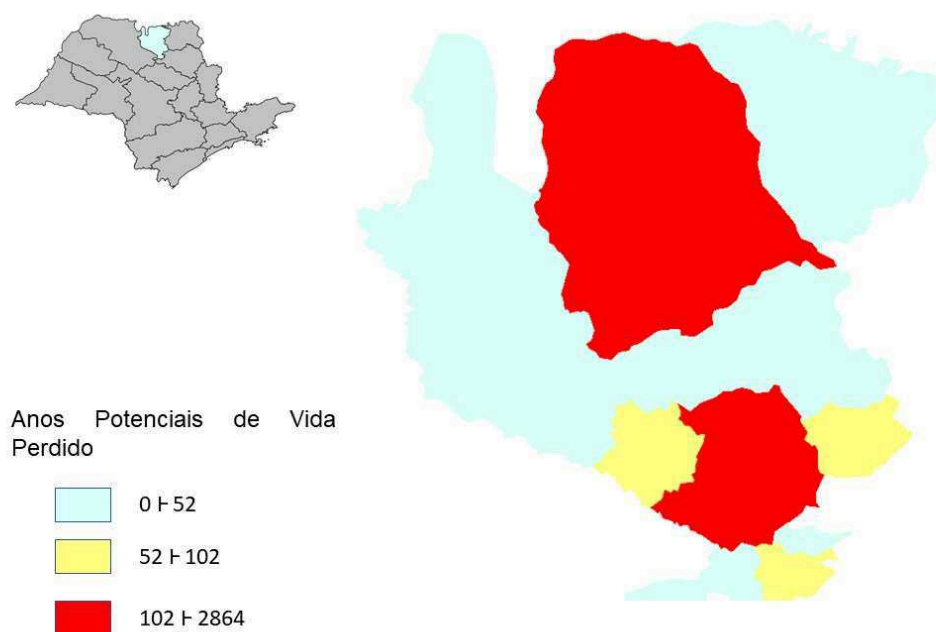 Anos Potenciais de Vida
Perdido
0 Ⱶ 52
52 Ⱶ 102
102 Ⱶ 2864